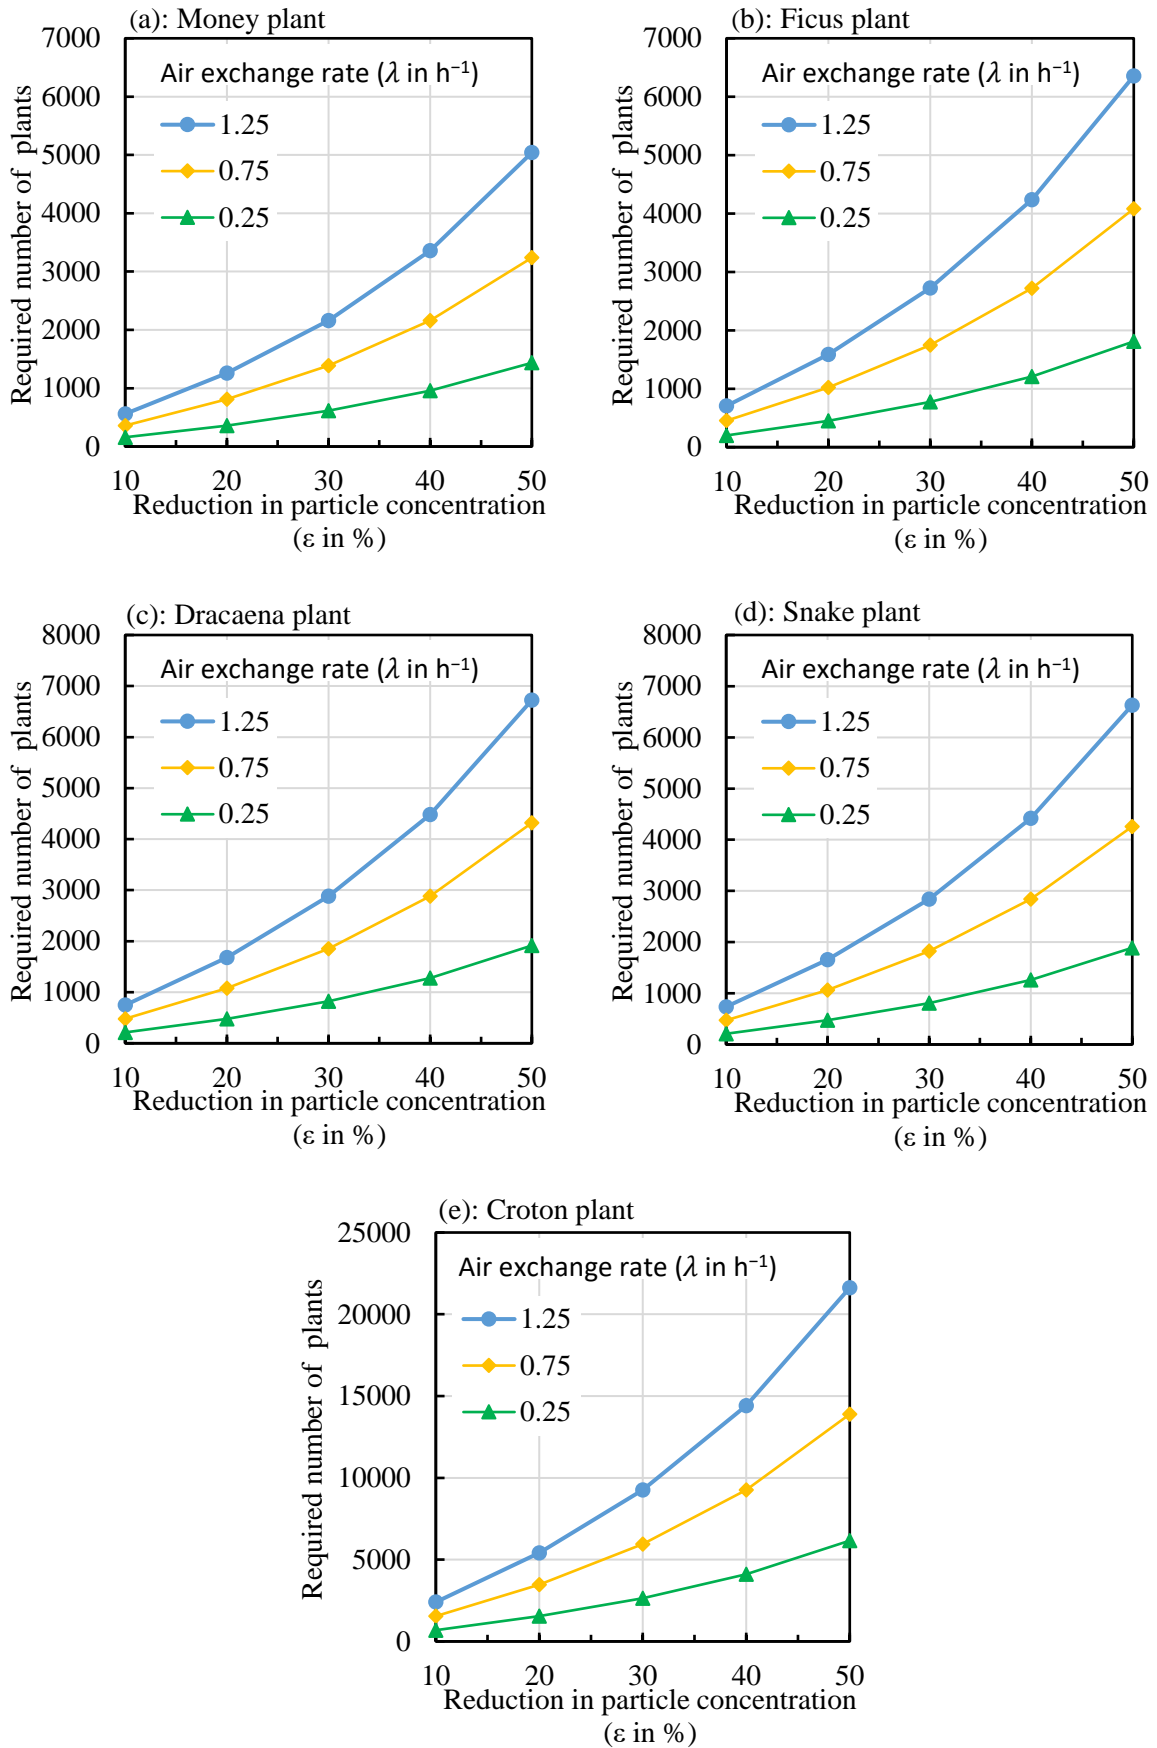 (a): Money plant
7000
6000
5000
4000
3000
2000
1000
0
Required number of plants
Air exchange rate (λ in h⁻¹)
1.25
0.75
0.25
10 20 30 40 50
Reduction in particle concentration
(ε in %)
(b): Ficus plant
7000
6000
5000
4000
3000
2000
1000
0
Required number of plants
Air exchange rate (λ in h⁻¹)
1.25
0.75
0.25
10 20 30 40 50
Reduction in particle concentration
(ε in %)
(c): Dracaena plant
8000
7000
6000
5000
4000
3000
2000
1000
0
Required number of plants
Air exchange rate (λ in h⁻¹)
1.25
0.75
0.25
10 20 30 40 50
Reduction in particle concentration
(ε in %)
(d): Snake plant
8000
7000
6000
5000
4000
3000
2000
1000
0
Required number of plants
Air exchange rate (λ in h⁻¹)
1.25
0.75
0.25
10 20 30 40 50
Reduction in particle concentration
(ε in %)
(e): Croton plant
25000
20000
15000
10000
5000
0
Required number of plants
Air exchange rate (λ in h⁻¹)
1.25
0.75
0.25
10 20 30 40 50
Reduction in particle concentration
(ε in %)